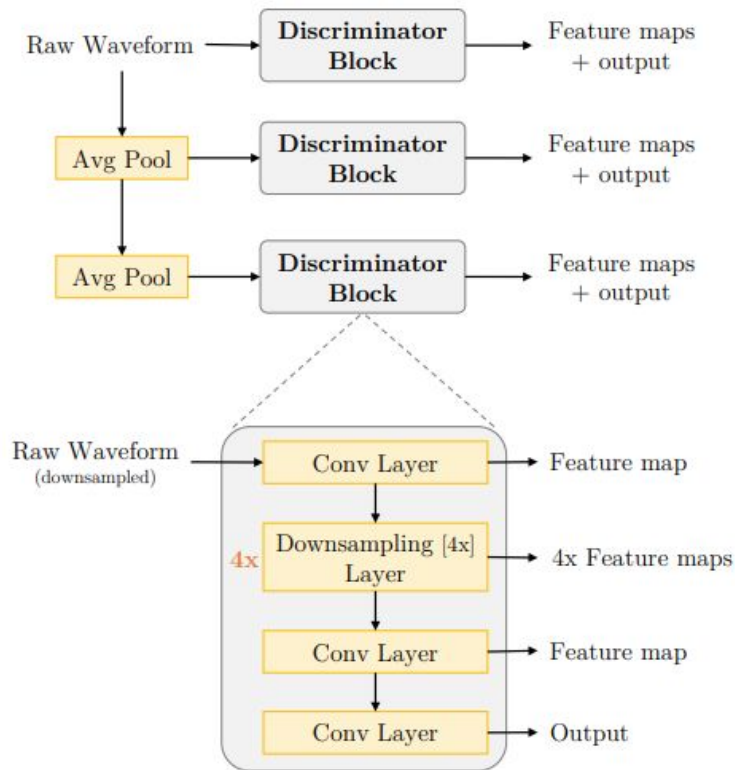 Raw Waveform
Discriminator
Block
Feature maps
+ output
Avg Pool
Discriminator
Block
Feature maps
+ output
Avg Pool
Discriminator
Block
Feature maps
+ output
Raw Waveform
(downsampled)
Conv Layer
Feature map
4x
Downsampling [4x]
Layer
4x Feature maps
Conv Layer
Feature map
Conv Layer
Output